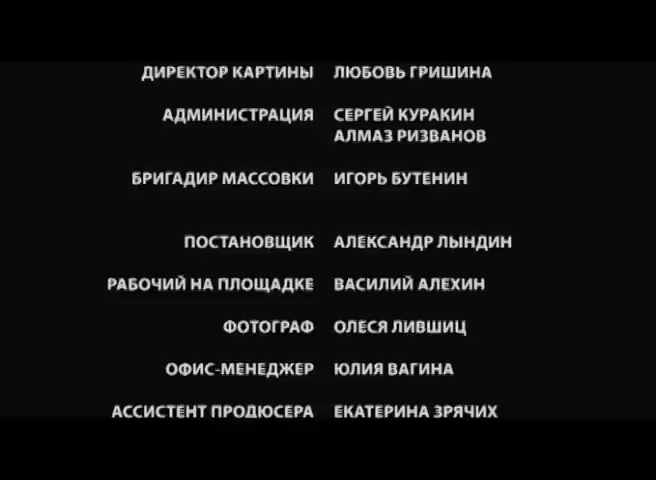 ДИРЕКТОР КАРТИНЫ ЛЮБОВЬ ГРИШИНА
АДМИНИСТРАЦИЯ СЕРГЕЙ КУРАКИН
АЛМАЗ РИЗВАНОВ
БРИГАДИР МАССОВКИ ИГОРЬ БУТЕНИН
ПОСТАНОВЩИК АЛЕКСАНДР ЛЫНДИН
РАБОЧИЙ НА ПЛОЩАДКЕ ВАСИЛИЙ АЛЕХИН
ФОТОГРАФ ОЛЕСЯ ЛИВШИЦ
ОФИС-МЕНЕДЖЕР ЮЛИЯ ВАГИНА
АССИСТЕНТ ПРОДЮСЕРА ЕКАТЕРИНА ЗРЯЧИХ